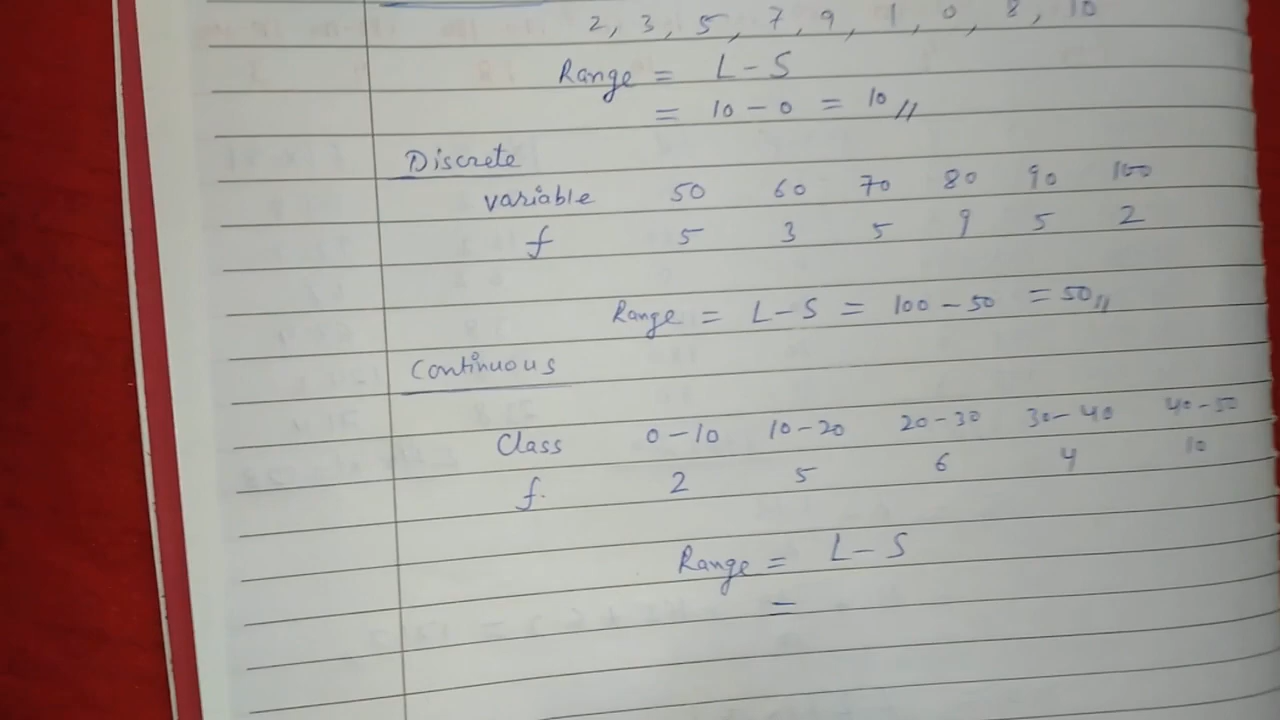 2, 3, 5, 7, 9, 1, 0, 8, 10
Range = L - S
= 10 - 0 = 10 //
Discrete
variable 50 60 70 80 90 100
f 5 3 5 9 5 2
Range = L - S = 100 - 50 = 50 //
Continuous
Class 0-10 10-20 20-30 30-40 40-50
f. 2 5 6 4 10
Range = L - S
=